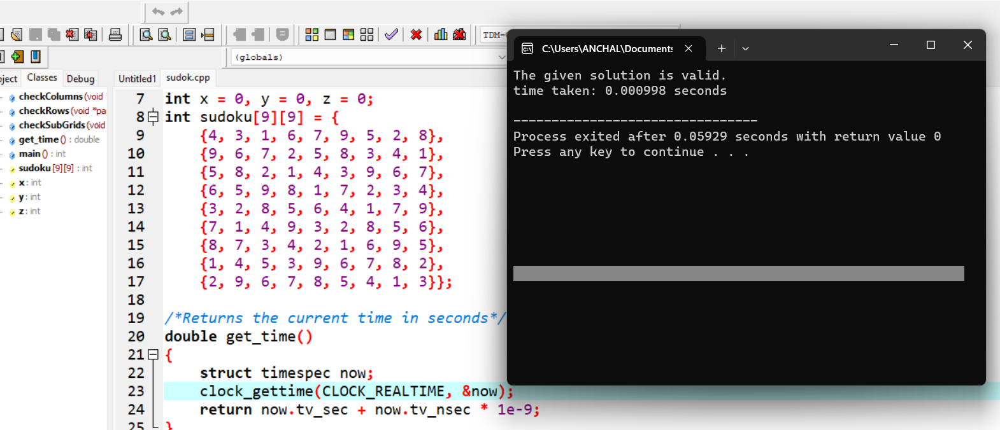 TDM-
(globals)
Classes
Debug
Untitled1
sudok.cpp
checkColumns (void
checkRows (void *pa
checkSubGrids (void
get_time () : double
main () : int
sudoku [9][9] : int
x : int
y : int
z : int
7 int x = 0, y = 0, z = 0;
8 int sudoku[9][9] = {
9 {4, 3, 1, 6, 7, 9, 5, 2, 8},
10 {9, 6, 7, 2, 5, 8, 3, 4, 1},
11 {5, 8, 2, 1, 4, 3, 9, 6, 7},
12 {6, 5, 9, 8, 1, 7, 2, 3, 4},
13 {3, 2, 8, 5, 6, 4, 1, 7, 9},
14 {7, 1, 4, 9, 3, 2, 8, 5, 6},
15 {8, 7, 3, 4, 2, 1, 6, 9, 5},
16 {1, 4, 5, 3, 9, 6, 7, 8, 2},
17 {2, 9, 6, 7, 8, 5, 4, 1, 3}};
18
19 /*Returns the current time in seconds*/
20 double get_time()
21 {
22 struct timespec now;
23 clock_gettime(CLOCK_REALTIME, &now);
24 return now.tv_sec + now.tv_nsec * 1e-9;
25 }
C:\Users\ANCHAL\Documents
The given solution is valid.
time taken: 0.000998 seconds
--------------------------------
Process exited after 0.05929 seconds with return value 0
Press any key to continue . . .